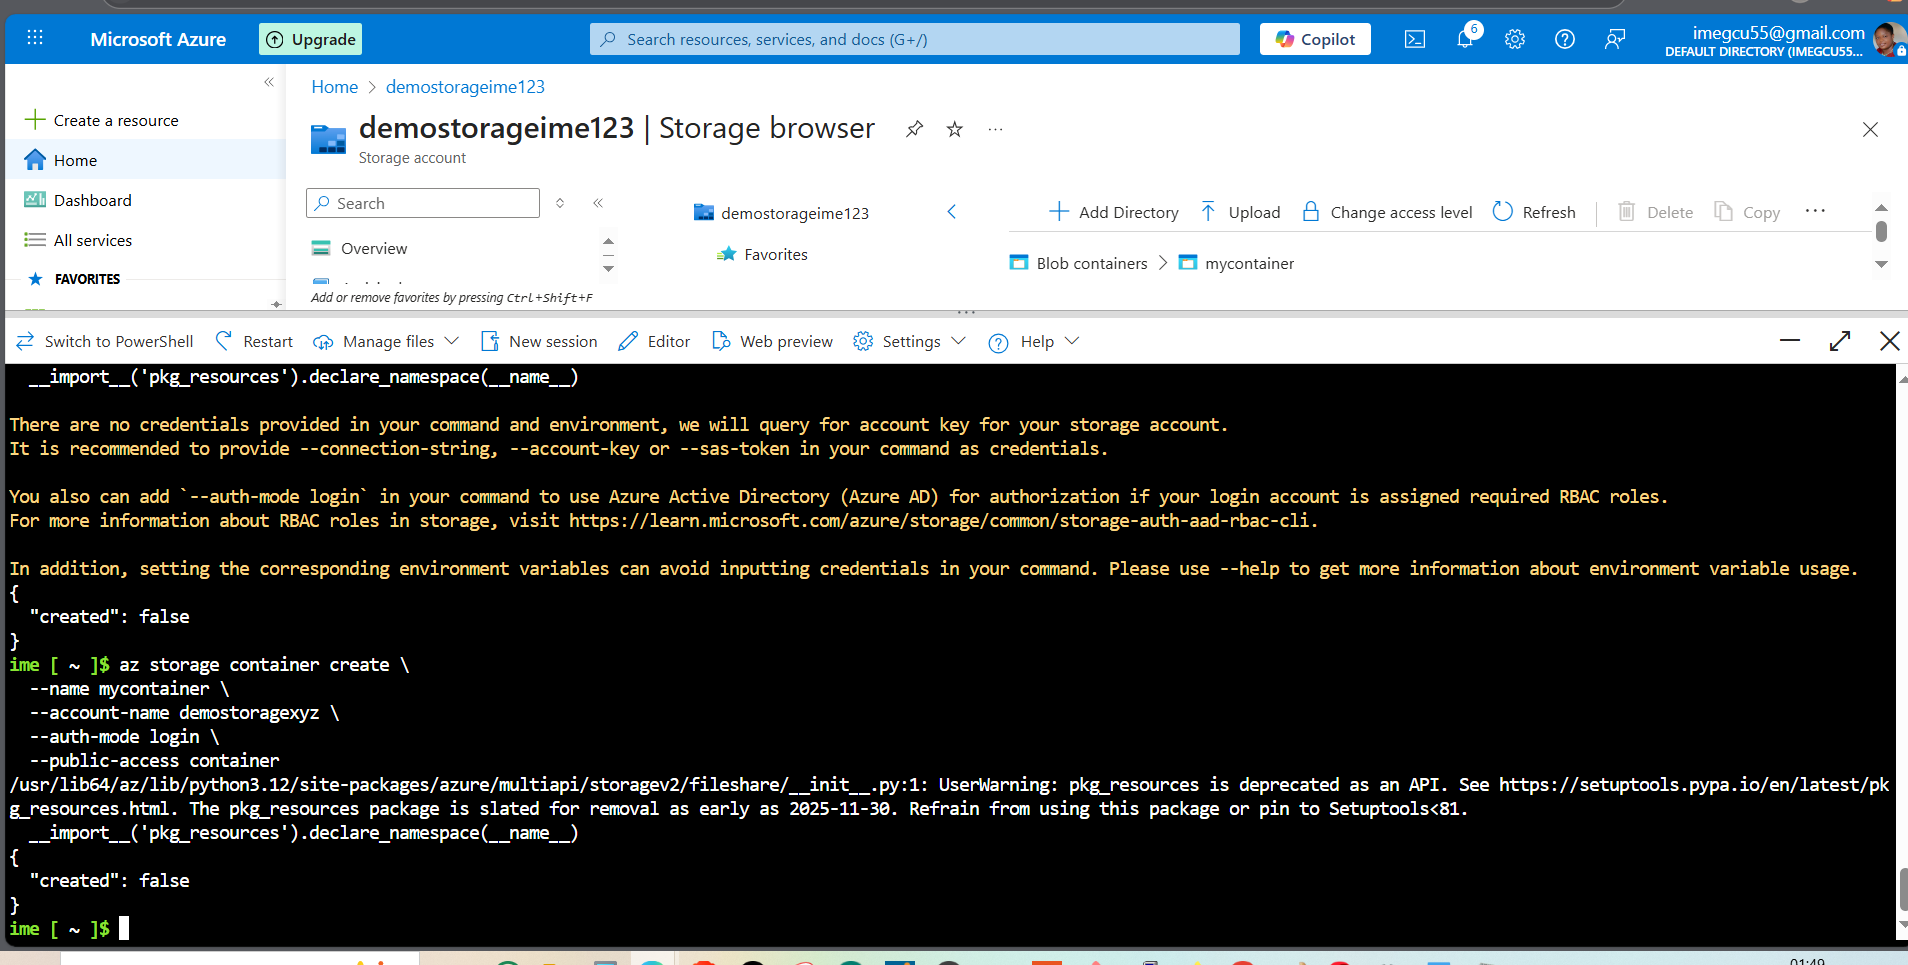 Microsoft Azure
Upgrade
Search resources, services, and docs (G+/)
Copilot
6
imegcu55@gmail.com
DEFAULT DIRECTORY (IMEGCU55...
Create a resource
Home
Dashboard
All services
FAVORITES
Home > demostorageime123
demostorageime123 | Storage browser
Storage account
Search
Overview
Add or remove favorites by pressing Ctrl+Shift+F
demostorageime123
Favorites
Add Directory
Upload
Change access level
Refresh
Delete
Copy
Blob containers > mycontainer
Switch to PowerShell
Restart
Manage files
New session
Editor
Web preview
Settings
Help
__import__('pkg_resources').declare_namespace(__name__)
There are no credentials provided in your command and environment, we will query for account key for your storage account.
It is recommended to provide --connection-string, --account-key or --sas-token in your command as credentials.
You also can add `--auth-mode login` in your command to use Azure Active Directory (Azure AD) for authorization if your login account is assigned required RBAC roles.
For more information about RBAC roles in storage, visit https://learn.microsoft.com/azure/storage/common/storage-auth-aad-rbac-cli.
In addition, setting the corresponding environment variables can avoid inputting credentials in your command. Please use --help to get more information about environment variable usage.
{
"created": false
}
ime [ ~ ]$ az storage container create \
--name mycontainer \
--account-name demostoragexyz \
--auth-mode login \
--public-access container
/usr/lib64/az/lib/python3.12/site-packages/azure/multiapi/storagev2/fileshare/__init__.py:1: UserWarning: pkg_resources is deprecated as an API. See https://setuptools.pypa.io/en/latest/pk
g_resources.html. The pkg_resources package is slated for removal as early as 2025-11-30. Refrain from using this package or pin to Setuptools<81.
__import__('pkg_resources').declare_namespace(__name__)
{
"created": false
}
ime [ ~ ]$
01:49